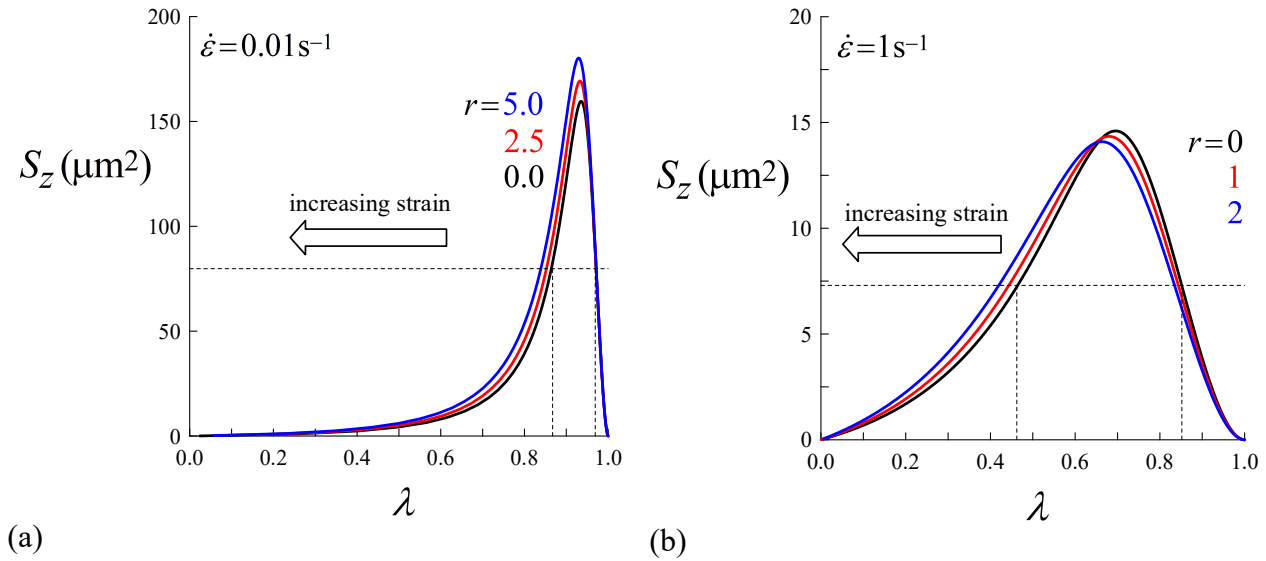 200
ε̇=0.01s⁻¹
150
r=5.0
2.5
0.0
S_z(μm²)
increasing strain
100
50
0
0.0 0.2 0.4 0.6 0.8 1.0
λ
(a)
20
ε̇=1s⁻¹
15
r=0
1
2
S_z(μm²)
increasing strain
10
5
0
0.0 0.2 0.4 0.6 0.8 1.0
λ
(b)